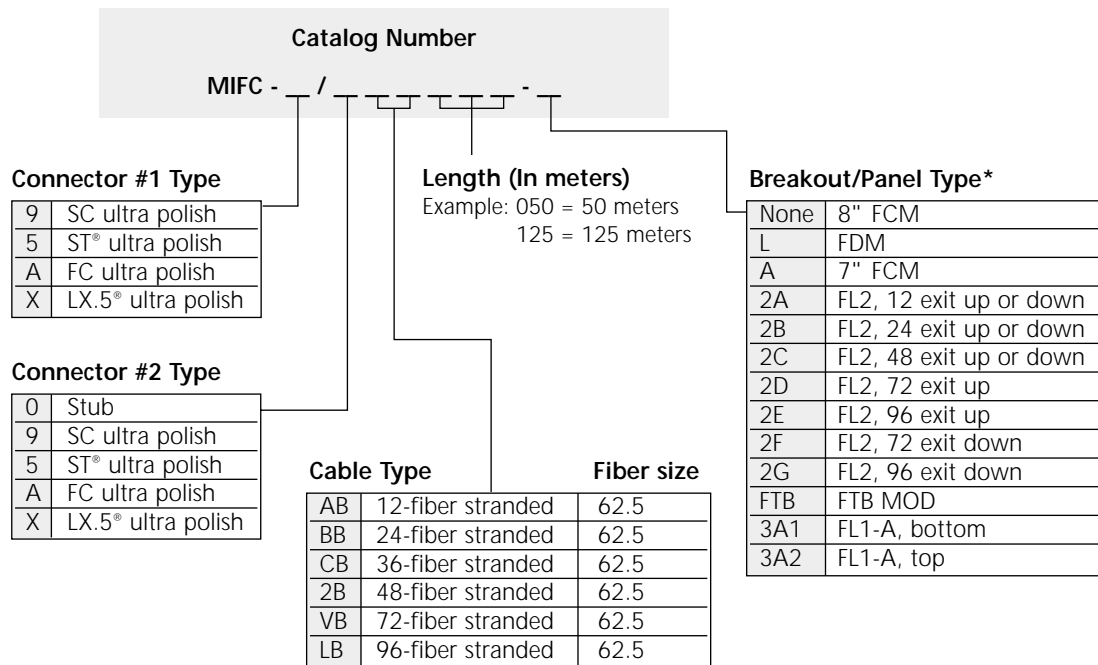 Catalog Number
MIFC - __ / __ __ __ __ __ __ - __
Connector #1 Type
9 SC ultra polish
5 ST® ultra polish
A FC ultra polish
X LX.5® ultra polish
Connector #2 Type
0 Stub
9 SC ultra polish
5 ST® ultra polish
A FC ultra polish
X LX.5® ultra polish
Cable Type Fiber size
AB 12-fiber stranded 62.5
BB 24-fiber stranded 62.5
CB 36-fiber stranded 62.5
2B 48-fiber stranded 62.5
VB 72-fiber stranded 62.5
LB 96-fiber stranded 62.5
Length (In meters)
Example: 050 = 50 meters
125 = 125 meters
Breakout/Panel Type*
None 8" FCM
L FDM
A 7" FCM
2A FL2, 12 exit up or down
2B FL2, 24 exit up or down
2C FL2, 48 exit up or down
2D FL2, 72 exit up
2E FL2, 96 exit up
2F FL2, 72 exit down
2G FL2, 96 exit down
FTB FTB MOD
3A1 FL1-A, bottom
3A2 FL1-A, top